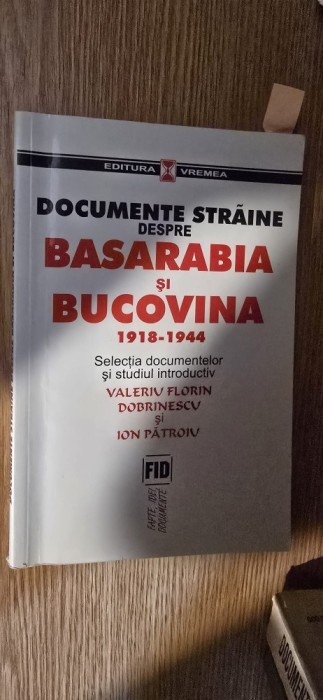 EDITURA VREMEA
DOCUMENTE STRĂINE
DESPRE
BASARABIA
și
BUCOVINA
1918-1944
Selecția documentelor
și studiul introductiv
VALERIU FLORIN
DOBRINESCU
și
ION PĂTROIU
FID
FAPTE, IDEI,
DOCUMENTE